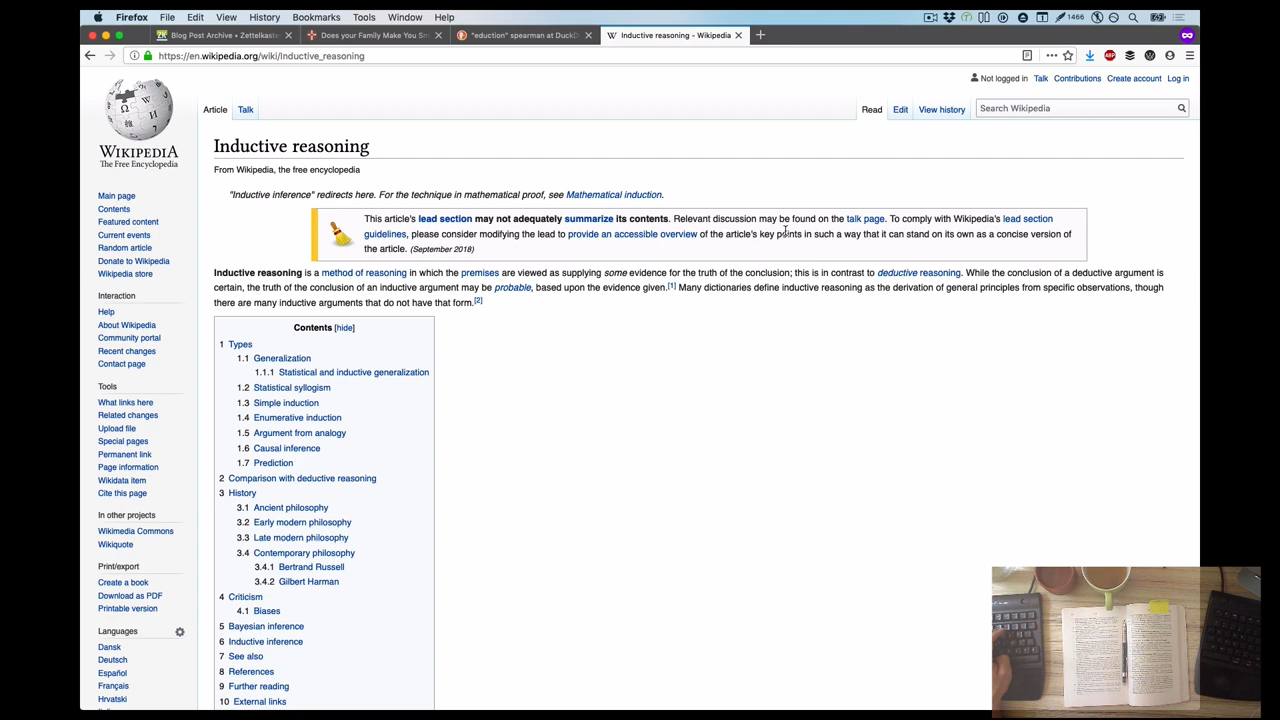 Firefox File Edit View History Bookmarks Tools Window Help 1466
Blog Post Archive • Zettelkaste Does your Family Make You Sm "eduction" spearman at DuckD Inductive reasoning - Wikipedia
https://en.wikipedia.org/wiki/Inductive_reasoning
Not logged in Talk Contributions Create account Log in
Article Talk Read Edit View history Search Wikipedia
WIKIPEDIA
The Free Encyclopedia
Main page
Contents
Featured content
Current events
Random article
Donate to Wikipedia
Wikipedia store
Interaction
Help
About Wikipedia
Community portal
Recent changes
Contact page
Tools
What links here
Related changes
Upload file
Special pages
Permanent link
Page information
Wikidata item
Cite this page
In other projects
Wikimedia Commons
Wikiquote
Print/export
Create a book
Download as PDF
Printable version
Languages
Dansk
Deutsch
Español
Français
Hrvatski
Inductive reasoning
From Wikipedia, the free encyclopedia
"Inductive inference" redirects here. For the technique in mathematical proof, see Mathematical induction.
This article's lead section may not adequately summarize its contents. Relevant discussion may be found on the talk page. To comply with Wikipedia's lead section
guidelines, please consider modifying the lead to provide an accessible overview of the article's key points in such a way that it can stand on its own as a concise version of
the article. (September 2018)
Inductive reasoning is a method of reasoning in which the premises are viewed as supplying some evidence for the truth of the conclusion; this is in contrast to deductive reasoning. While the conclusion of a deductive argument is
certain, the truth of the conclusion of an inductive argument may be probable, based upon the evidence given.[1] Many dictionaries define inductive reasoning as the derivation of general principles from specific observations, though
there are many inductive arguments that do not have that form.[2]
Contents [hide]
1 Types
1.1 Generalization
1.1.1 Statistical and inductive generalization
1.2 Statistical syllogism
1.3 Simple induction
1.4 Enumerative induction
1.5 Argument from analogy
1.6 Causal inference
1.7 Prediction
2 Comparison with deductive reasoning
3 History
3.1 Ancient philosophy
3.2 Early modern philosophy
3.3 Late modern philosophy
3.4 Contemporary philosophy
3.4.1 Bertrand Russell
3.4.2 Gilbert Harman
4 Criticism
4.1 Biases
5 Bayesian inference
6 Inductive inference
7 See also
8 References
9 Further reading
10 External links